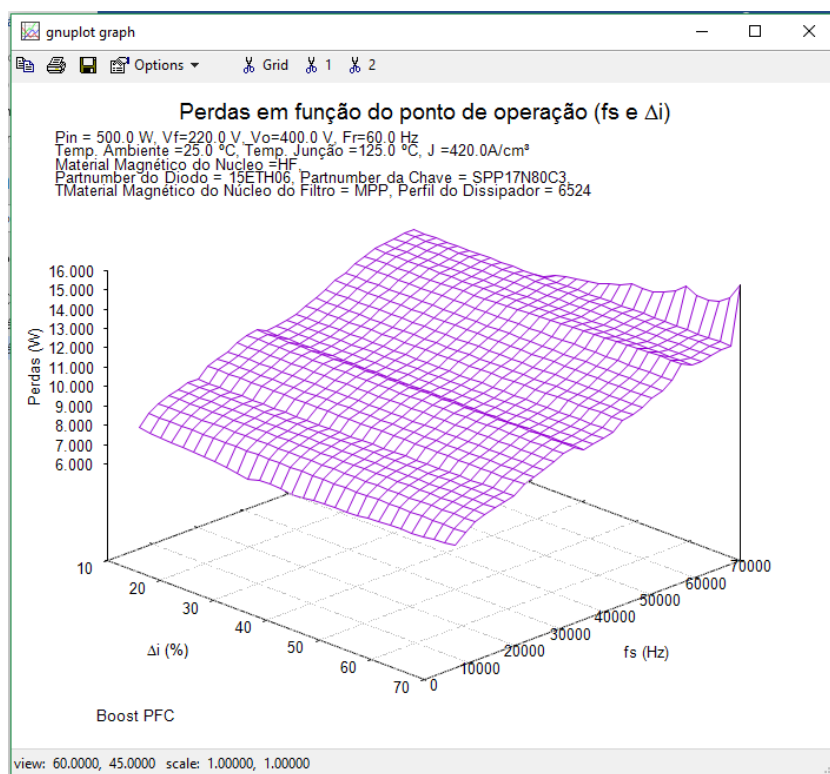 gnuplot graph
Options Grid 1 2
Perdas em função do ponto de operação (fs e Δi)
Pin = 500.0 W, Vf=220.0 V, Vo=400.0 V, Fr=60.0 Hz
Temp. Ambiente =25.0 ºC, Temp. Junção =125.0 ºC, J =420.0A/cm³
Material Magnético do Nucleo =HF,
Partnumber do Diodo = 15ETH06, Partnumber da Chave = SPP17N80C3,
TMaterial Magnético do Núcleo do Filtro = MPP, Perfil do Dissipador = 6524
16.000
15.000
14.000
13.000
12.000
11.000
10.000
9.000
8.000
7.000
6.000
Perdas (W)
10
20
30
40
50
60
70
Δi (%)
0
10000
20000
30000
40000
50000
60000
70000
fs (Hz)
Boost PFC
view: 60.0000, 45.0000 scale: 1.00000, 1.00000